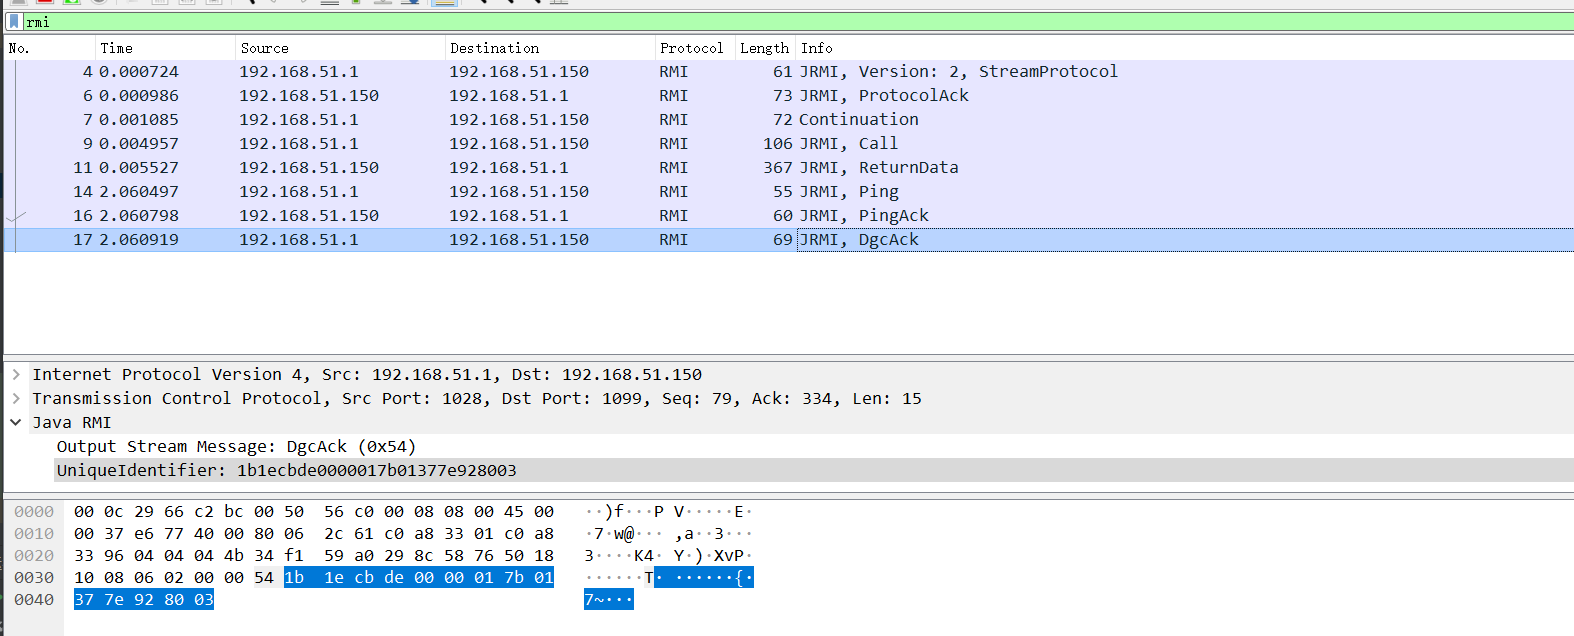 rmi
No. Time Source Destination Protocol Length Info
4 0.000724 192.168.51.1 192.168.51.150 RMI 61 JRMI, Version: 2, StreamProtocol
6 0.000986 192.168.51.150 192.168.51.1 RMI 73 JRMI, ProtocolAck
7 0.001085 192.168.51.1 192.168.51.150 RMI 72 Continuation
9 0.004957 192.168.51.1 192.168.51.150 RMI 106 JRMI, Call
11 0.005527 192.168.51.150 192.168.51.1 RMI 367 JRMI, ReturnData
14 2.060497 192.168.51.1 192.168.51.150 RMI 55 JRMI, Ping
16 2.060798 192.168.51.150 192.168.51.1 RMI 60 JRMI, PingAck
17 2.060919 192.168.51.1 192.168.51.150 RMI 69 JRMI, DgcAck
Internet Protocol Version 4, Src: 192.168.51.1, Dst: 192.168.51.150
Transmission Control Protocol, Src Port: 1028, Dst Port: 1099, Seq: 79, Ack: 334, Len: 15
Java RMI
Output Stream Message: DgcAck (0x54)
UniqueIdentifier: 1b1ecbde0000017b01377e928003
0000 00 0c 29 66 c2 bc 00 50 56 c0 00 08 08 00 45 00 ··)f···P V·····E·
0010 00 37 e6 77 40 00 80 06 2c 61 c0 a8 33 01 c0 a8 ·7·w@··· ,a··3···
0020 33 96 04 04 04 4b 34 f1 59 a0 29 8c 58 76 50 18 3····K4· Y·)·XvP·
0030 10 08 06 02 00 00 54 1b 1e cb de 00 00 01 7b 01 ······T· ······{·
0040 37 7e 92 80 03 7~···